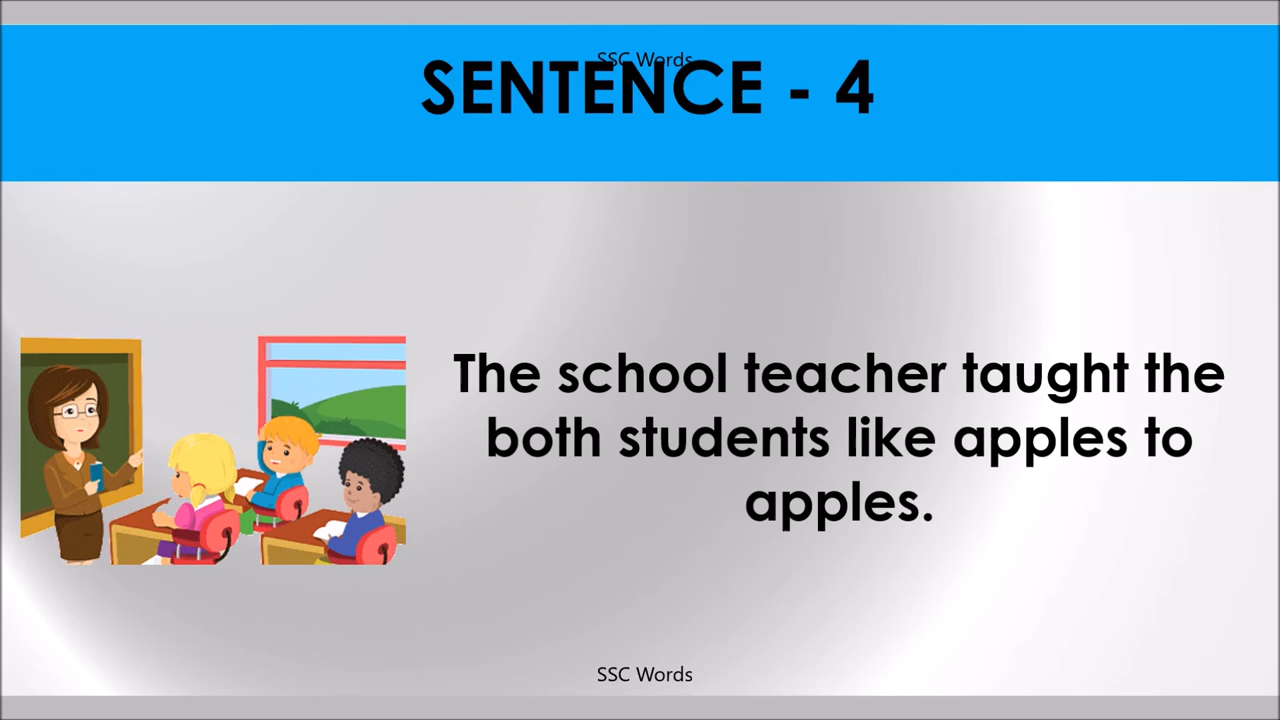 SSC Words
SENTENCE - 4
The school teacher taught the
both students like apples to
apples.
SSC Words